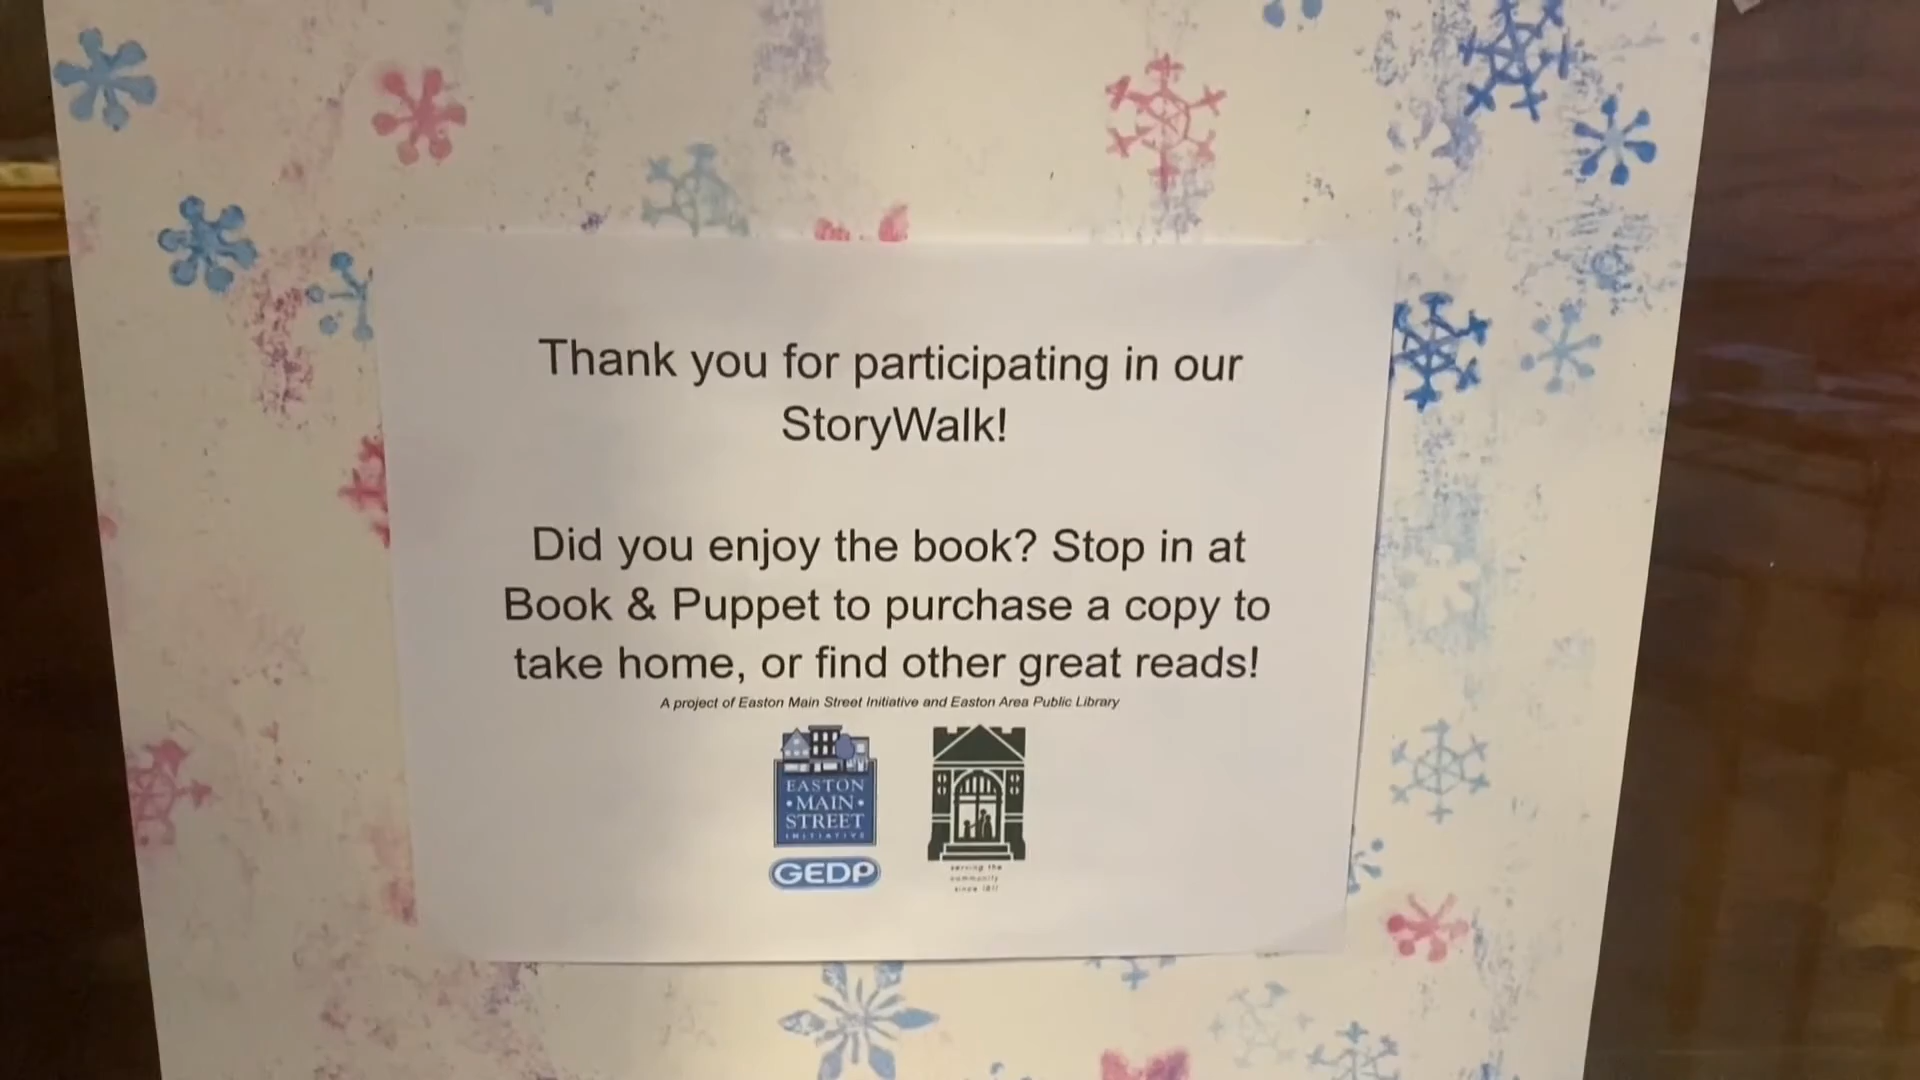 Thank you for participating in our
StoryWalk!
Did you enjoy the book? Stop in at
Book & Puppet to purchase a copy to
take home, or find other great reads!
A project of Easton Main Street Initiative and Easton Area Public Library
EASTON
•MAIN•
STREET
INITIATIVE
GEDP
serving the
community
since 1811